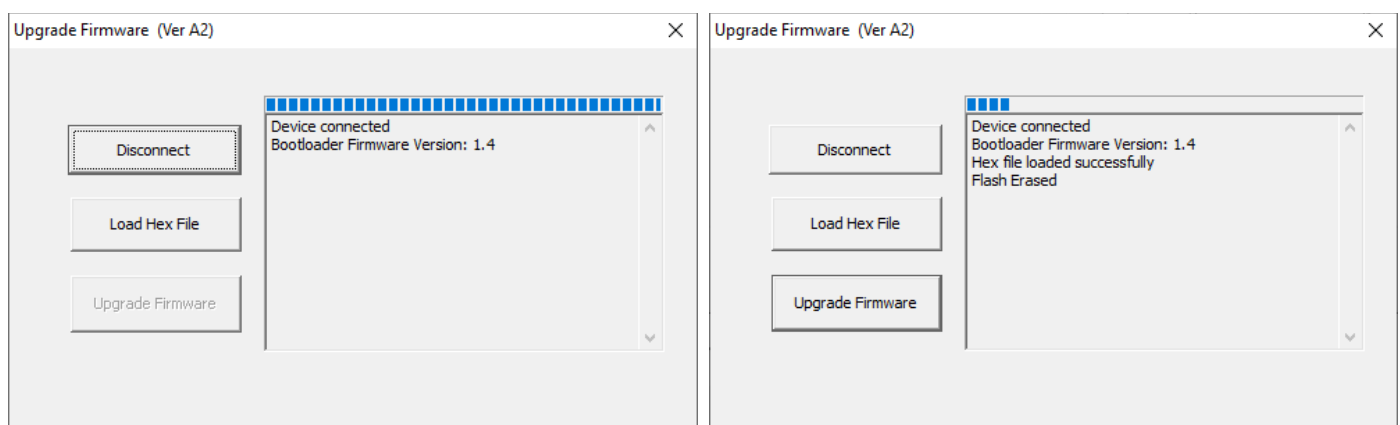 Upgrade Firmware (Ver A2)
Disconnect
Load Hex File
Upgrade Firmware
Device connected
Bootloader Firmware Version: 1.4
Upgrade Firmware (Ver A2)
Disconnect
Load Hex File
Upgrade Firmware
Device connected
Bootloader Firmware Version: 1.4
Hex file loaded successfully
Flash Erased